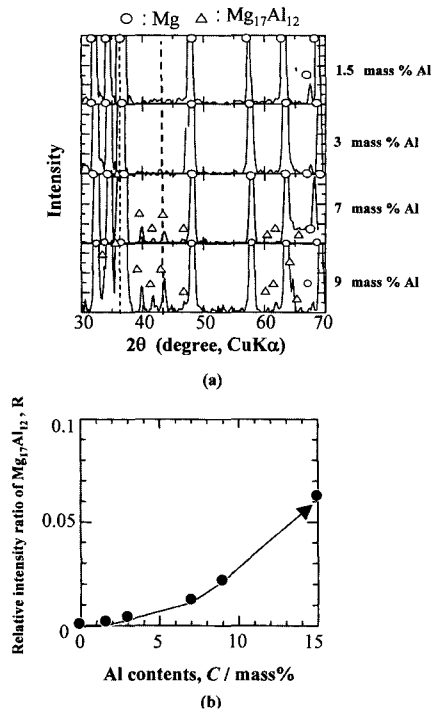 ○ : Mg △ : Mg17Al12
1.5 mass % Al
3 mass % Al
7 mass % Al
9 mass % Al
Intensity
30 40 50 60 70
2θ (degree, CuKα)
(a)
Relative intensity ratio of Mg17Al12 , R
0.1
0.05
0
0 5 10 15
Al contents, C / mass%
(b)